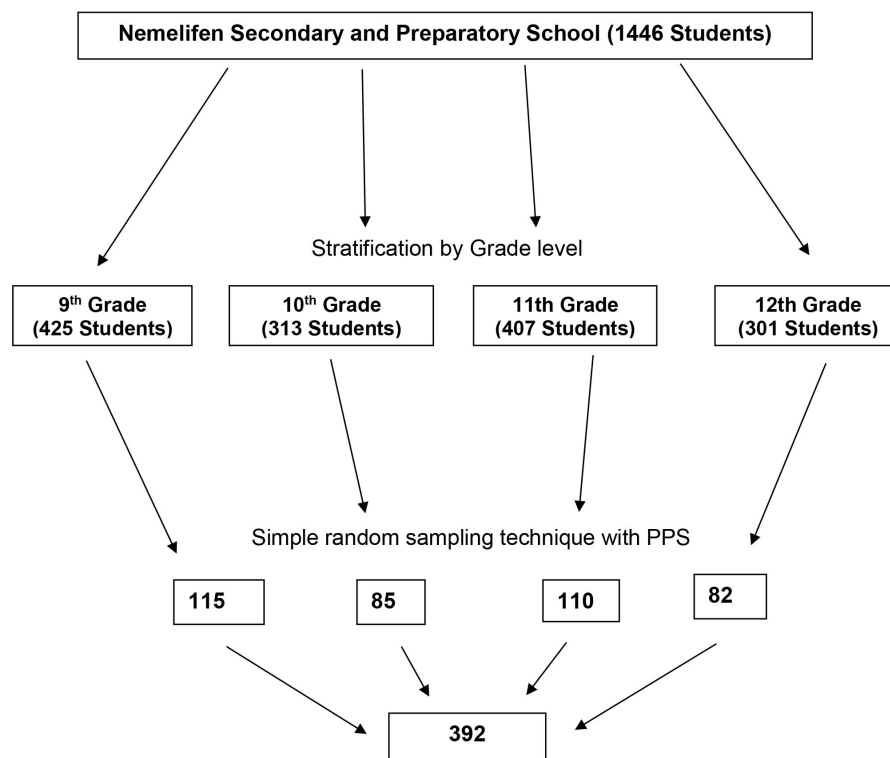 Nemelifen Secondary and Preparatory School (1446 Students)
Stratification by Grade level
9th Grade
(425 Students)
10th Grade
(313 Students)
11th Grade
(407 Students)
12th Grade
(301 Students)
Simple random sampling technique with PPS
115
85
110
82
392